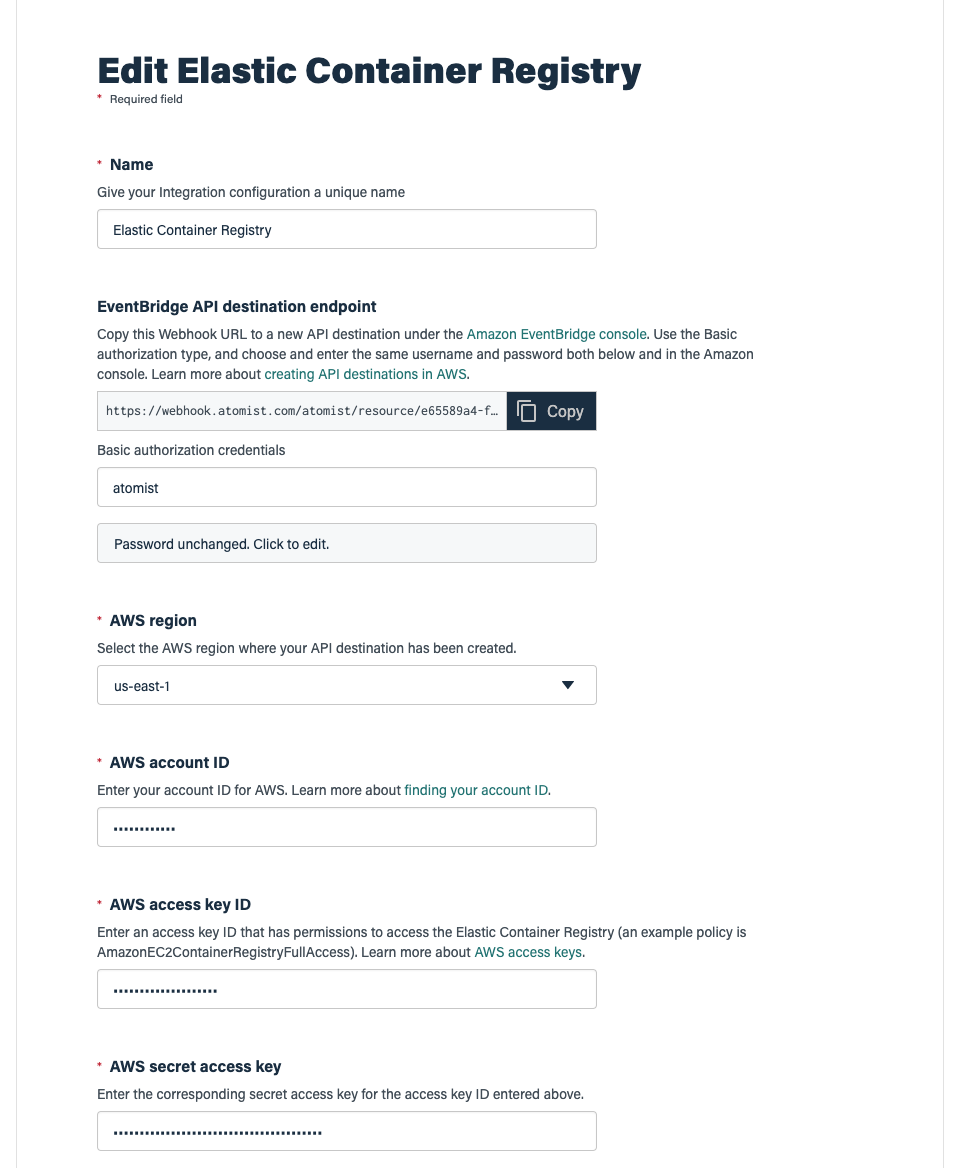 Edit Elastic Container Registry
* Required field
* Name
Give your Integration configuration a unique name
Elastic Container Registry
EventBridge API destination endpoint
Copy this Webhook URL to a new API destination under the Amazon EventBridge console. Use the Basic
authorization type, and choose and enter the same username and password both below and in the Amazon
console. Learn more about creating API destinations in AWS.
https://webhook.atomist.com/atomist/resource/e65589a4-f… Copy
Basic authorization credentials
atomist
Password unchanged. Click to edit.
* AWS region
Select the AWS region where your API destination has been created.
us-east-1
* AWS account ID
Enter your account ID for AWS. Learn more about finding your account ID.
••••••••••••
* AWS access key ID
Enter an access key ID that has permissions to access the Elastic Container Registry (an example policy is
AmazonEC2ContainerRegistryFullAccess). Learn more about AWS access keys.
••••••••••••••••••••
* AWS secret access key
Enter the corresponding secret access key for the access key ID entered above.
••••••••••••••••••••••••••••••••••••••••